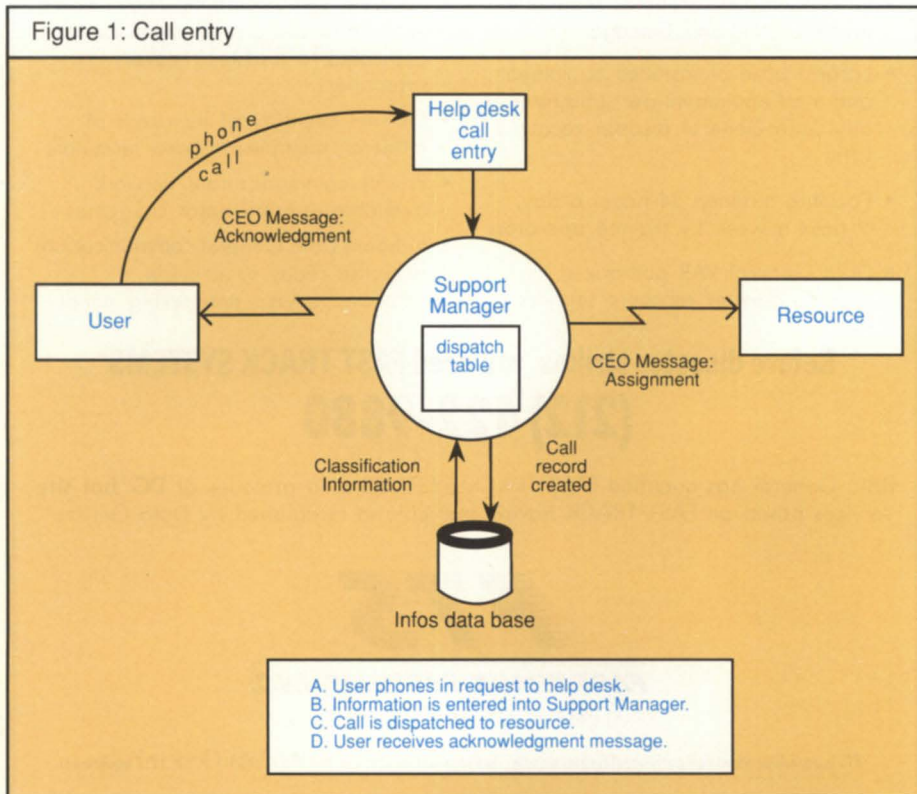 Figure 1: Call entry
phone
call
Help desk
call
entry
CEO Message:
Acknowledgment
User
Support
Manager
dispatch
table
Resource
CEO Message:
Assignment
Classification
Information
Call
record
created
Infos data base
A. User phones in request to help desk.
B. Information is entered into Support Manager.
C. Call is dispatched to resource.
D. User receives acknowledgment message.